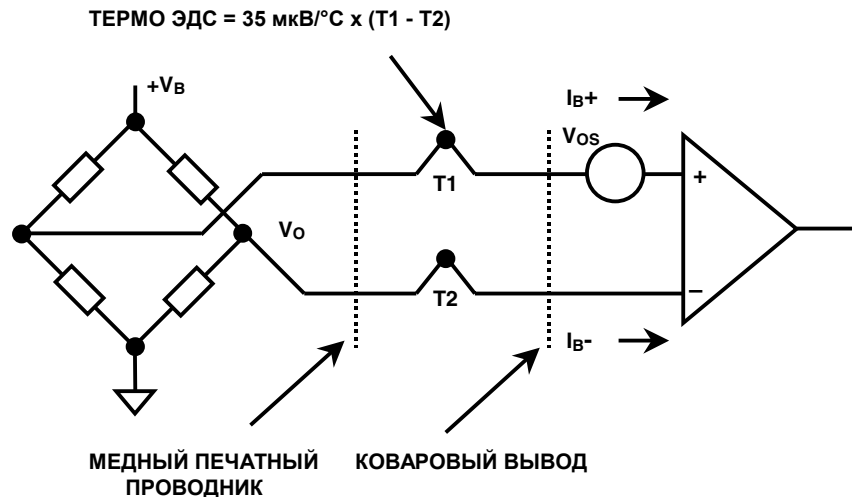 ТЕРМО ЭДС = 35 мкВ/°C x (T1 - T2)
+VB
IB+
VOS
+
T1
VO
T2
–
IB-
МЕДНЫЙ ПЕЧАТНЫЙ
ПРОВОДНИК
КОВАРОВЫЙ ВЫВОД